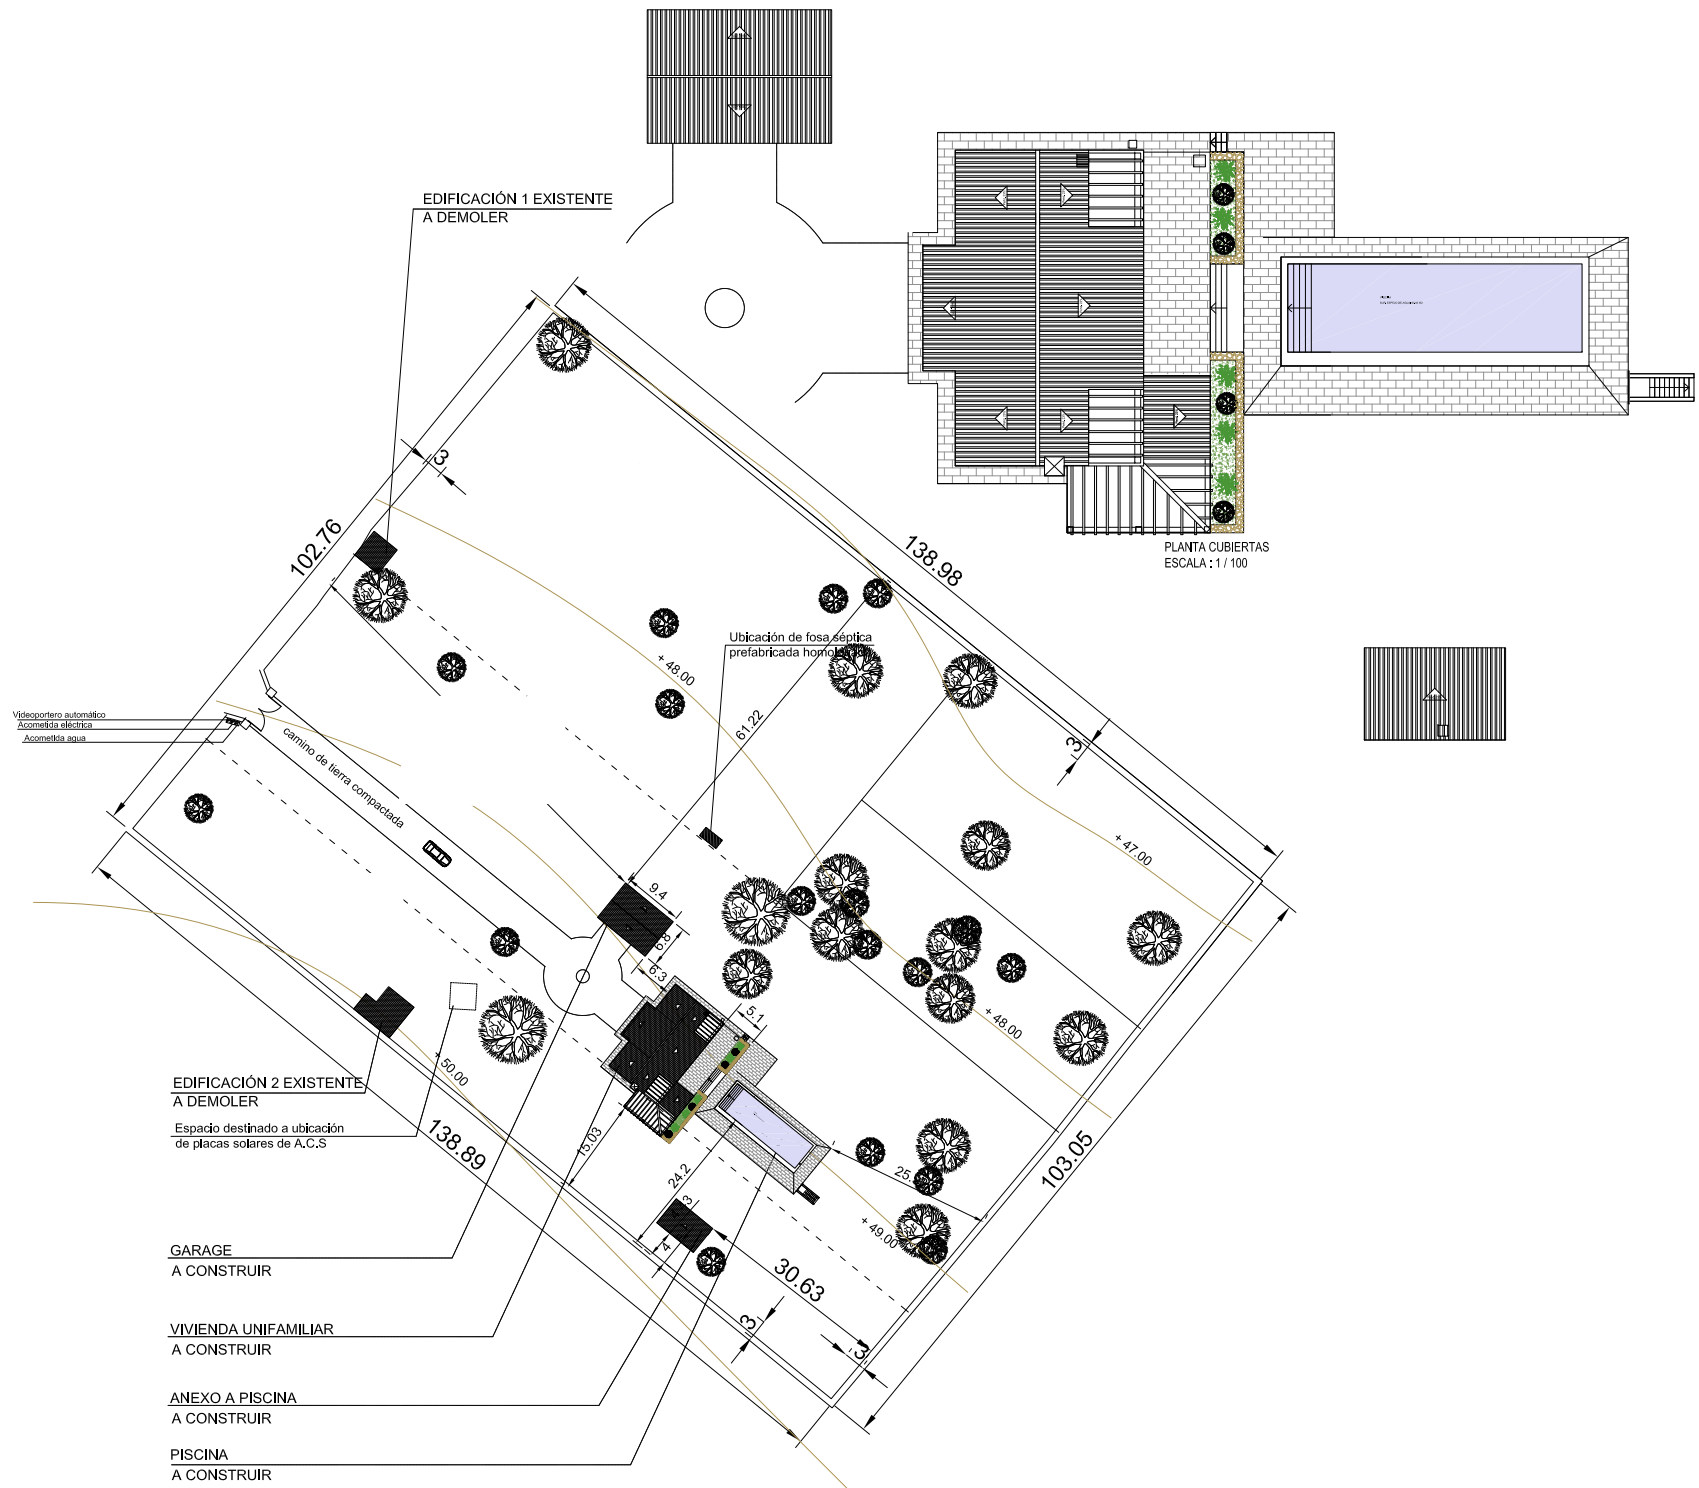 EDIFICACIÓN 1 EXISTENTE
A DEMOLER
PLANTA CUBIERTAS
ESCALA : 1 / 100
102.76
3
138.98
Ubicación de fosa séptica
prefabricada
+ 48.00
61.22
3
Videoportero automático
Acometida eléctrica
Acometida agua
camino de tierra compactada
+ 47.00
9.4
6.8
6.3
5.1
+ 48.00
+ 50.00
EDIFICACIÓN 2 EXISTENTE
A DEMOLER
Espacio destinado a ubicación
de placas solares de A.C.S
138.89
15.03
24.2
3
4
25.
103.05
+ 49.00
30.63
3
3
GARAGE
A CONSTRUIR
VIVIENDA UNIFAMILIAR
A CONSTRUIR
ANEXO A PISCINA
A CONSTRUIR
PISCINA
A CONSTRUIR